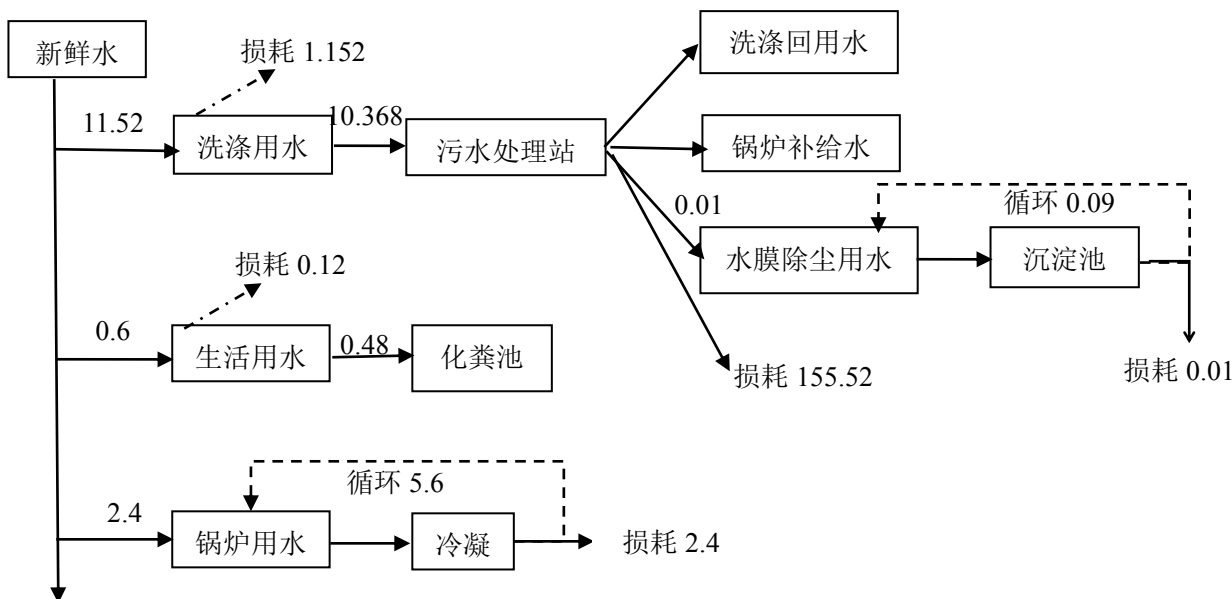 新鲜水
损耗 1.152
洗涤回用水
11.52
洗涤用水
10.368
污水处理站
锅炉补给水
0.01
循环 0.09
水膜除尘用水
沉淀池
损耗 0.12
0.6
生活用水
0.48
化粪池
损耗 155.52
损耗 0.01
循环 5.6
2.4
锅炉用水
冷凝
损耗 2.4